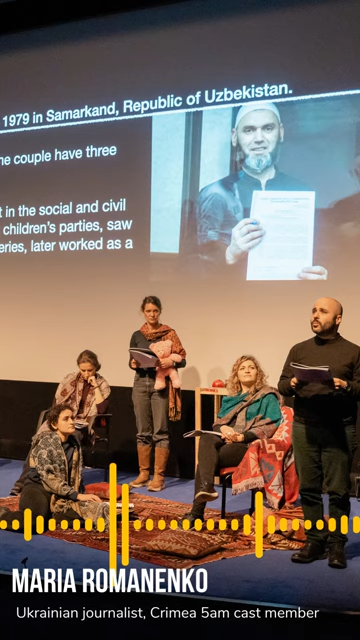 1979 in Samarkand, Republic of Uzbekistan.
ne couple have three
t in the social and civil
children's parties, saw
eries, later worked as a
MARIA ROMANENKO
Ukrainian journalist, Crimea 5am cast member